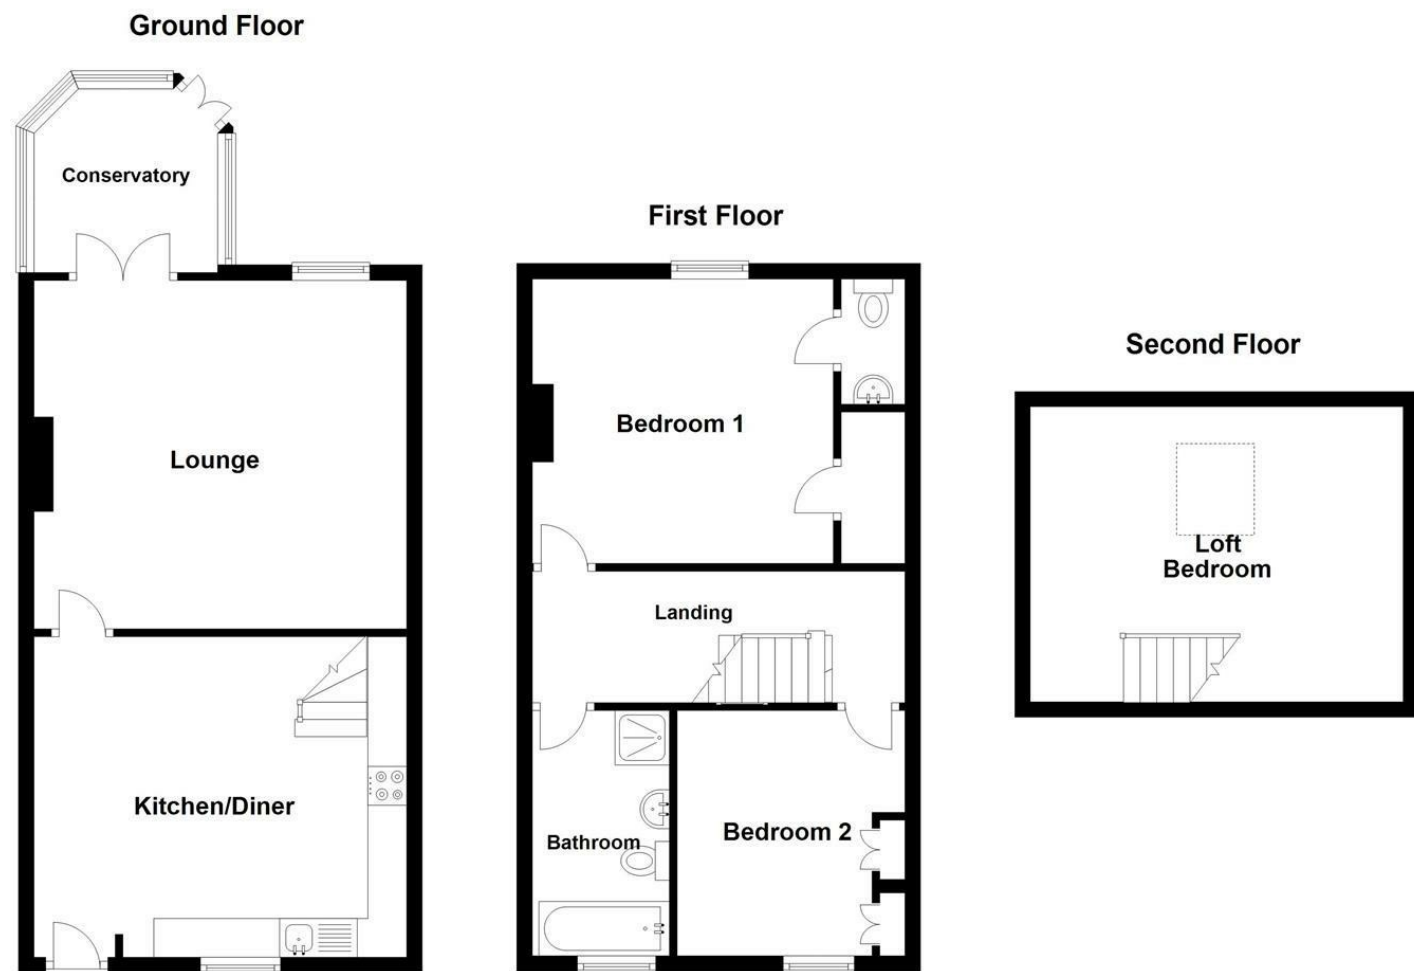 Ground Floor
Conservatory
Lounge
Kitchen/Diner
First Floor
Bedroom 1
Landing
Bathroom
Bedroom 2
Second Floor
Loft
Bedroom